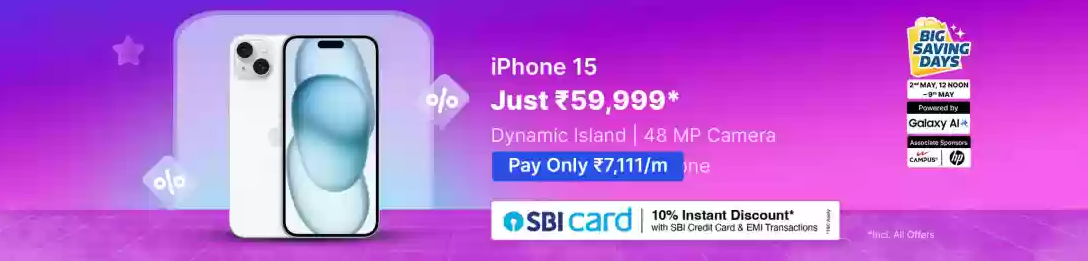 iPhone 15
Just ₹59,999*
Dynamic Island | 48 MP Camera
Pay Only ₹7,111/m
one
SBI card
10% Instant Discount*
with SBI Credit Card & EMI Transactions
*T&C Apply
*Incl. All Offers
BIG
SAVING
DAYS
2ND MAY, 12 NOON
- 9TH MAY
Powered by
Galaxy AI
Associate Sponsors
CAMPUS
hp
%
%